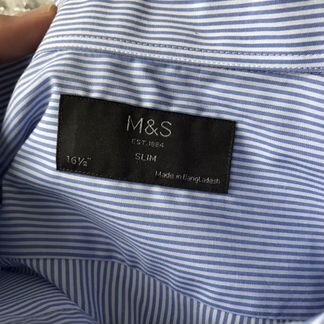 M&S
EST.1884
16½" SLIM
Made in Bangladesh